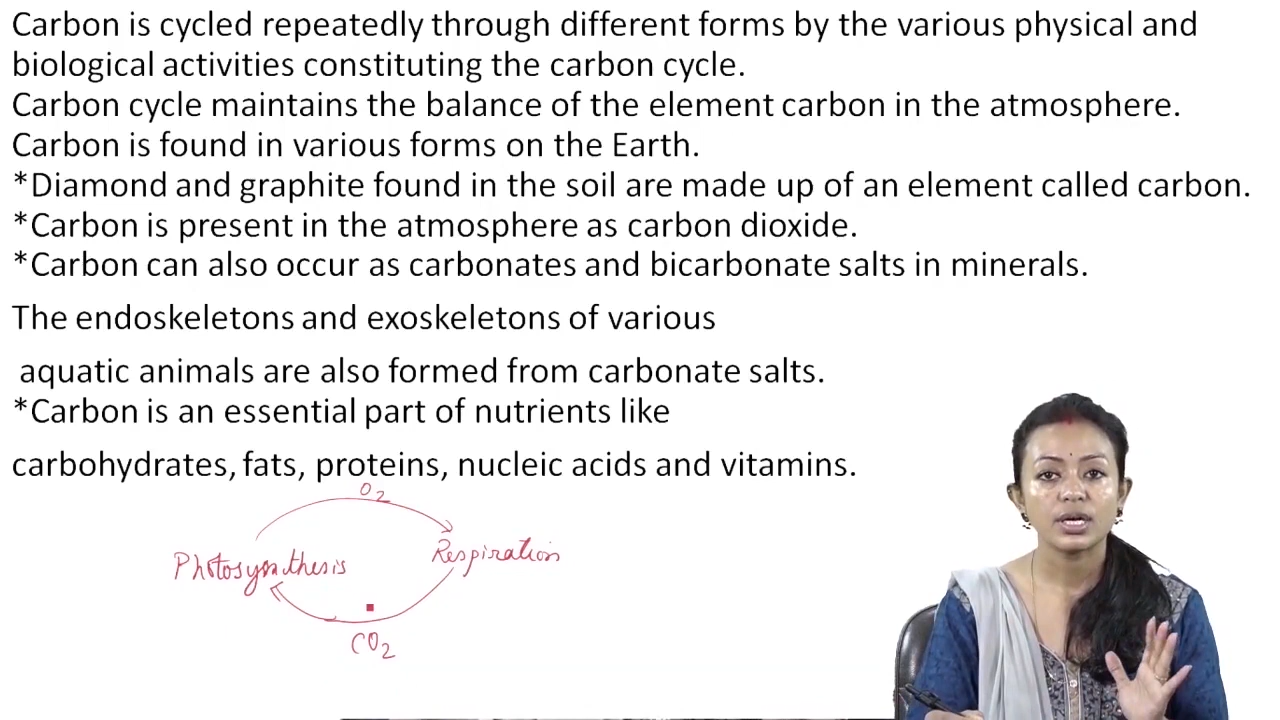 Carbon is cycled repeatedly through different forms by the various physical and
biological activities constituting the carbon cycle.
Carbon cycle maintains the balance of the element carbon in the atmosphere.
Carbon is found in various forms on the Earth.
*Diamond and graphite found in the soil are made up of an element called carbon.
*Carbon is present in the atmosphere as carbon dioxide.
*Carbon can also occur as carbonates and bicarbonate salts in minerals.
The endoskeletons and exoskeletons of various
aquatic animals are also formed from carbonate salts.
*Carbon is an essential part of nutrients like
carbohydrates, fats, proteins, nucleic acids and vitamins.
O2
Photosynthesis Respiration
CO2